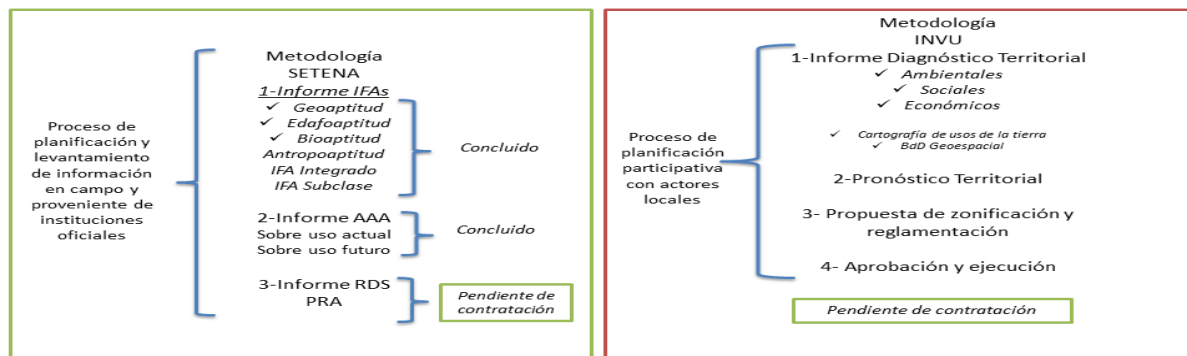 Proceso de
planificación y
levantamiento
de información
en campo y
proveniente de
instituciones
oficiales
Metodología
SETENA
1-Informe IFAs
✓ Geoaptitud
✓ Edafoaptitud
✓ Bioaptitud
Antropoaptitud
IFA Integrado
IFA Subclase
Concluido
2-Informe AAA
Sobre uso actual
Sobre uso futuro
Concluido
3-Informe RDS
PRA
Pendiente de
contratación
Proceso de
planificación
participativa
con actores
locales
Metodología
INVU
1-Informe Diagnóstico Territorial
✓ Ambientales
✓ Sociales
✓ Económicos
✓ Cartografía de usos de la tierra
✓ BdD Geoespacial
2-Pronóstico Territorial
3- Propuesta de zonificación y
reglamentación
4- Aprobación y ejecución
Pendiente de contratación